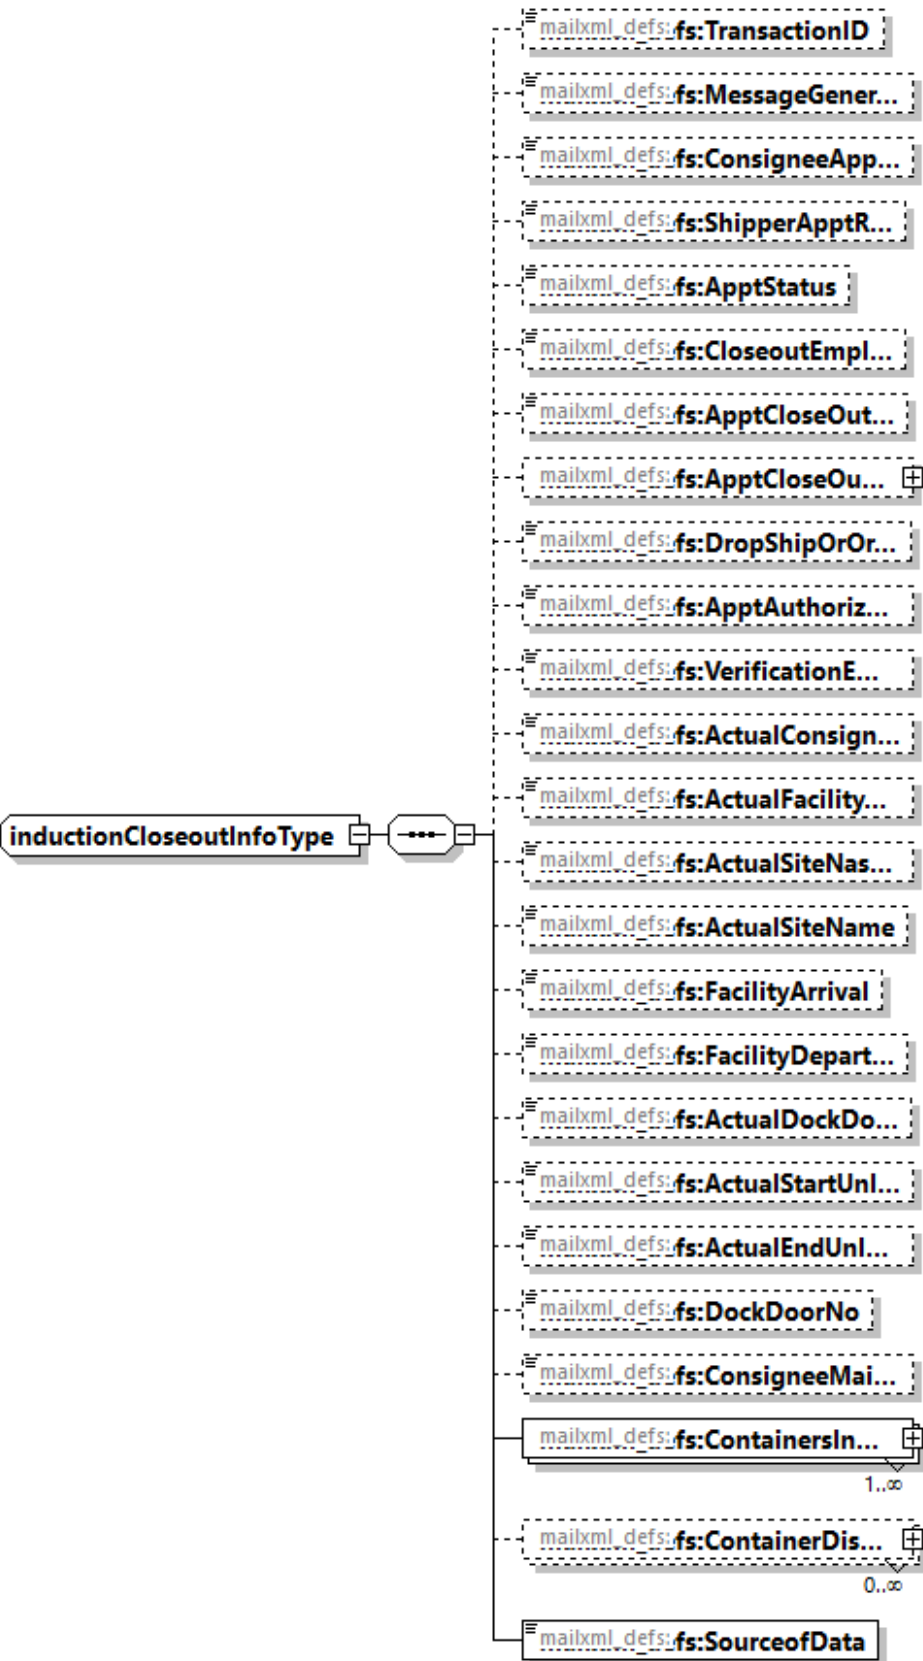 mailxml_defs:fs:TransactionID
mailxml_defs:fs:MessageGener...
mailxml_defs:fs:ConsigneeApp...
mailxml_defs:fs:ShipperApptR...
mailxml_defs:fs:ApptStatus
mailxml_defs:fs:CloseoutEmpl...
mailxml_defs:fs:ApptCloseOut...
mailxml_defs:fs:ApptCloseOu...
mailxml_defs:fs:DropShipOrOr...
mailxml_defs:fs:ApptAuthoriz...
mailxml_defs:fs:VerificationE...
mailxml_defs:fs:ActualConsign...
mailxml_defs:fs:ActualFacility...
inductionCloseoutInfoType
mailxml_defs:fs:ActualSiteNas...
mailxml_defs:fs:ActualSiteName
mailxml_defs:fs:FacilityArrival
mailxml_defs:fs:FacilityDepart...
mailxml_defs:fs:ActualDockDo...
mailxml_defs:fs:ActualStartUnl...
mailxml_defs:fs:ActualEndUnl...
mailxml_defs:fs:DockDoorNo
mailxml_defs:fs:ConsigneeMai...
mailxml_defs:fs:ContainersIn...
1..∞
mailxml_defs:fs:ContainerDis...
0..∞
mailxml_defs:fs:SourceofData